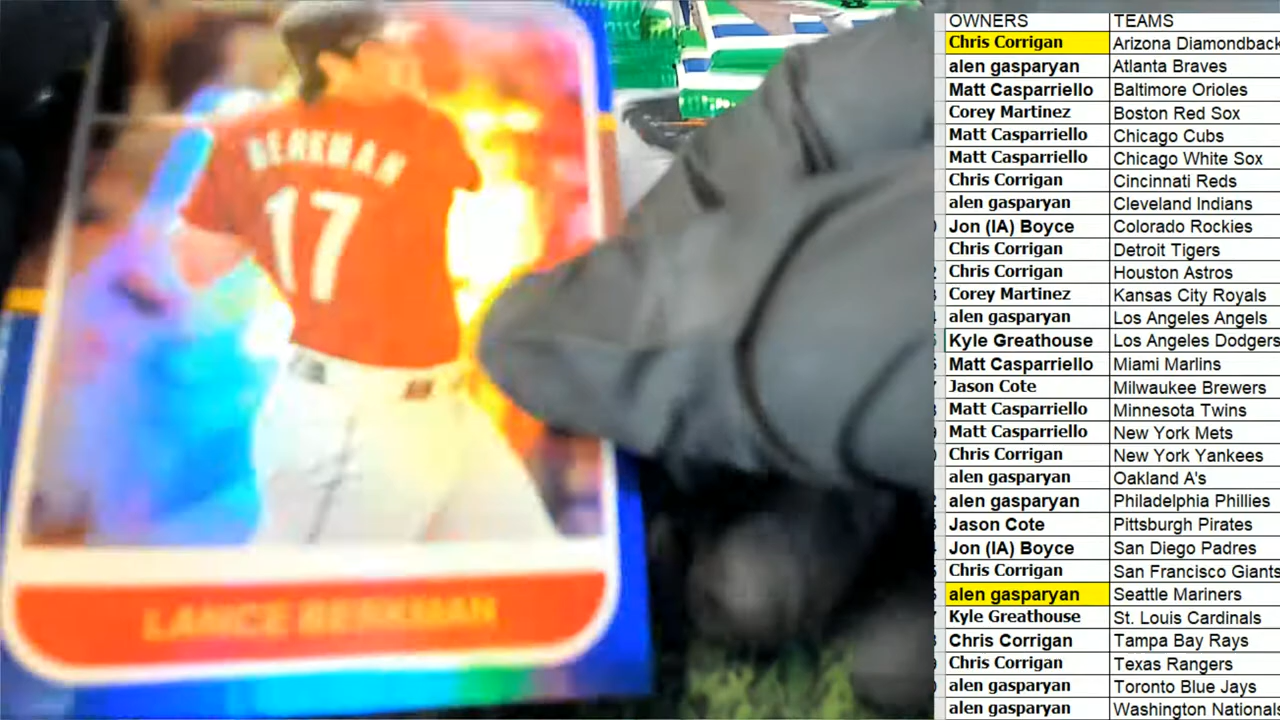 BERKMAN
17
LANCE BERKMAN
OWNERS TEAMS
Chris Corrigan Arizona Diamondback
alen gasparyan Atlanta Braves
Matt Casparriello Baltimore Orioles
Corey Martinez Boston Red Sox
Matt Casparriello Chicago Cubs
Matt Casparriello Chicago White Sox
Chris Corrigan Cincinnati Reds
alen gasparyan Cleveland Indians
Jon (IA) Boyce Colorado Rockies
Chris Corrigan Detroit Tigers
Chris Corrigan Houston Astros
Corey Martinez Kansas City Royals
alen gasparyan Los Angeles Angels
Kyle Greathouse Los Angeles Dodgers
Matt Casparriello Miami Marlins
Jason Cote Milwaukee Brewers
Matt Casparriello Minnesota Twins
Matt Casparriello New York Mets
Chris Corrigan New York Yankees
alen gasparyan Oakland A's
alen gasparyan Philadelphia Phillies
Jason Cote Pittsburgh Pirates
Jon (IA) Boyce San Diego Padres
Chris Corrigan San Francisco Giants
alen gasparyan Seattle Mariners
Kyle Greathouse St. Louis Cardinals
Chris Corrigan Tampa Bay Rays
Chris Corrigan Texas Rangers
alen gasparyan Toronto Blue Jays
alen gasparyan Washington Nationals